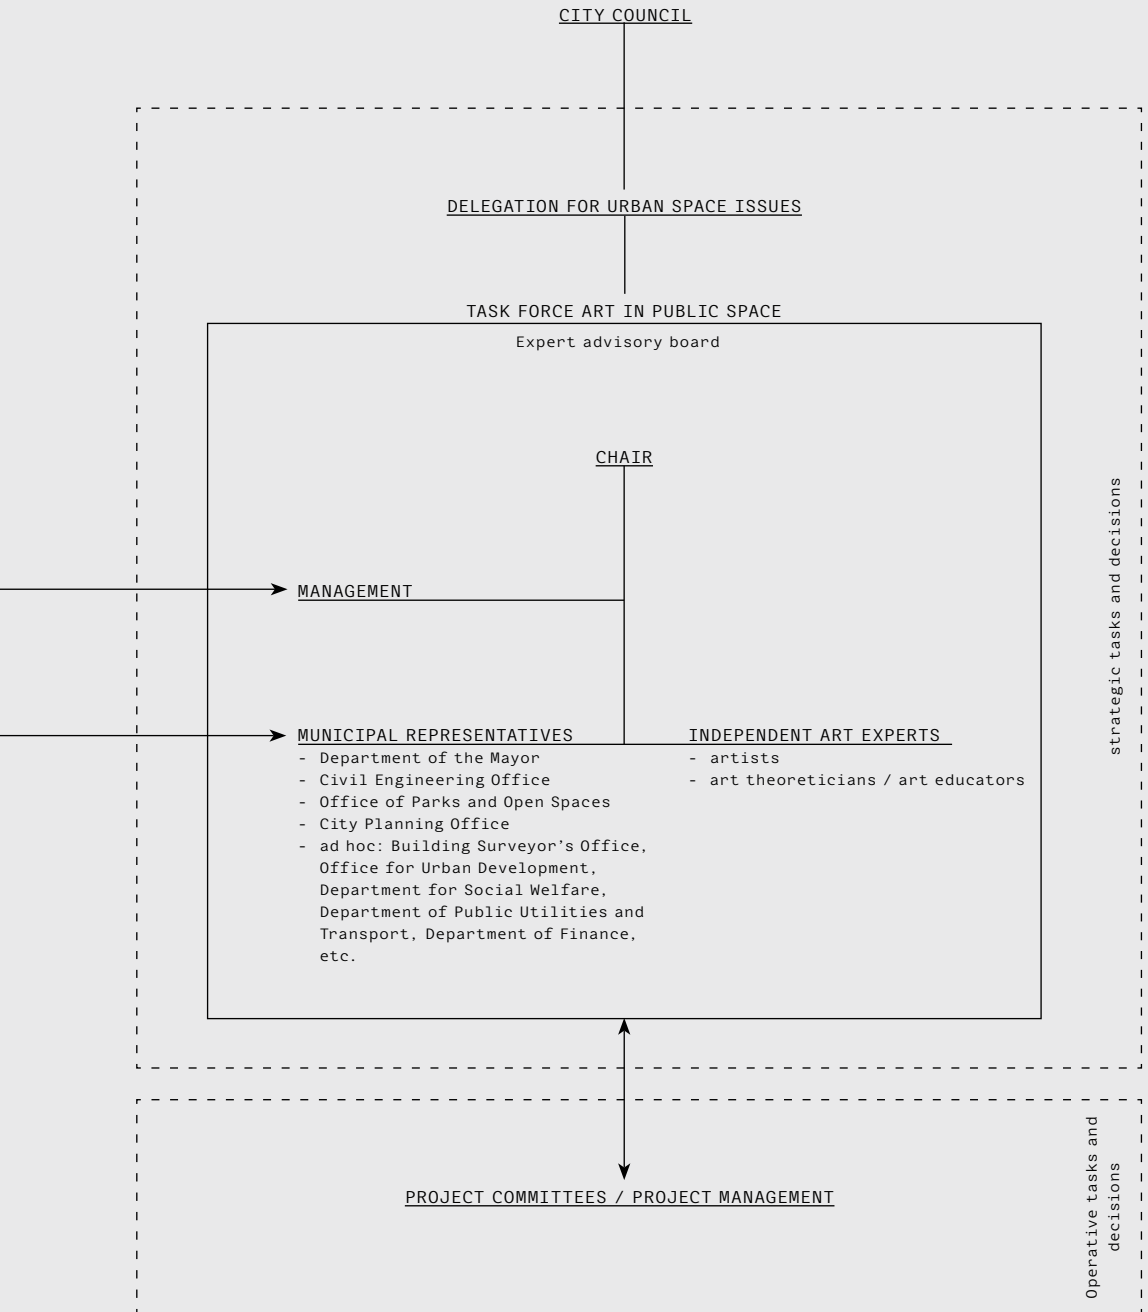 CITY COUNCIL
DELEGATION FOR URBAN SPACE ISSUES
TASK FORCE ART IN PUBLIC SPACE
Expert advisory board
CHAIR
MANAGEMENT
MUNICIPAL REPRESENTATIVES
- Department of the Mayor
- Civil Engineering Office
- Office of Parks and Open Spaces
- City Planning Office
- ad hoc: Building Surveyor’s Office,
Office for Urban Development,
Department for Social Welfare,
Department of Public Utilities and
Transport, Department of Finance,
etc.
INDEPENDENT ART EXPERTS
- artists
- art theoreticians / art educators
strategic tasks and decisions
PROJECT COMMITTEES / PROJECT MANAGEMENT
Operative tasks and
decisions